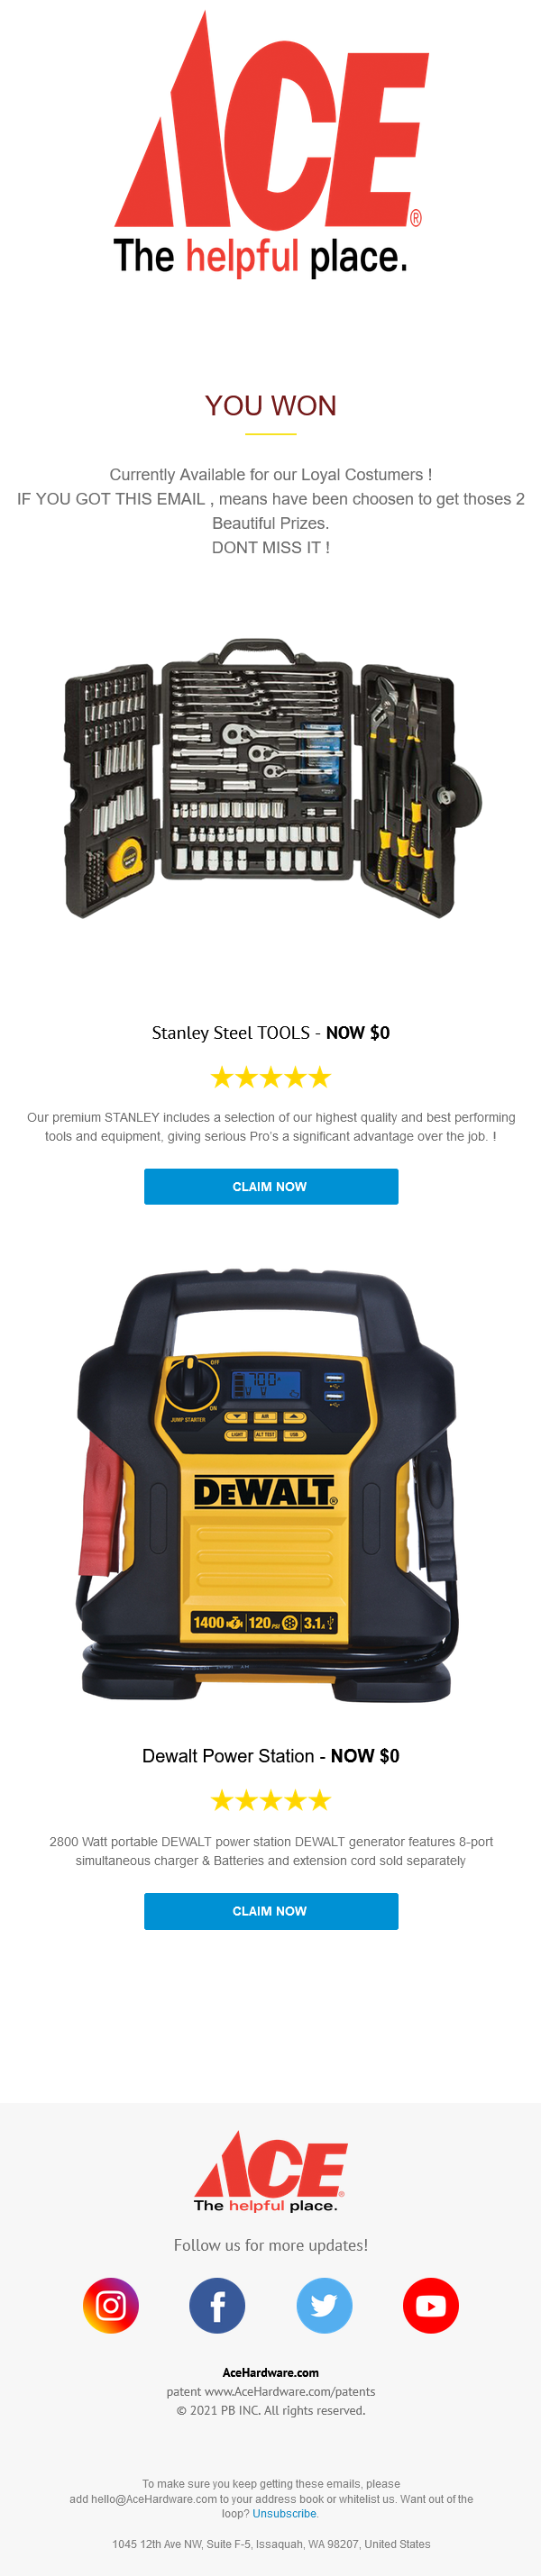 ACE®
The helpful place.
YOU WON
Currently Available for our Loyal Costumers !
IF YOU GOT THIS EMAIL , means have been choosen to get thoses 2
Beautiful Prizes.
DONT MISS IT !
Stanley Steel TOOLS - NOW $0
Our premium STANLEY includes a selection of our highest quality and best performing
tools and equipment, giving serious Pro's a significant advantage over the job. !
CLAIM NOW
OFF
700A
ON
JUMP STARTER
AIR
LIGHT ALT TEST USB
DEWALT®
1400 120 PSI 3.1A
Dewalt Power Station - NOW $0
2800 Watt portable DEWALT power station DEWALT generator features 8-port
simultaneous charger & Batteries and extension cord sold separately
CLAIM NOW
ACE®
The helpful place.
Follow us for more updates!
AceHardware.com
patent www.AceHardware.com/patents
© 2021 PB INC. All rights reserved.
To make sure you keep getting these emails, please
add hello@AceHardware.com to your address book or whitelist us. Want out of the
loop? Unsubscribe.
1045 12th Ave NW, Suite F-5, Issaquah, WA 98207, United States